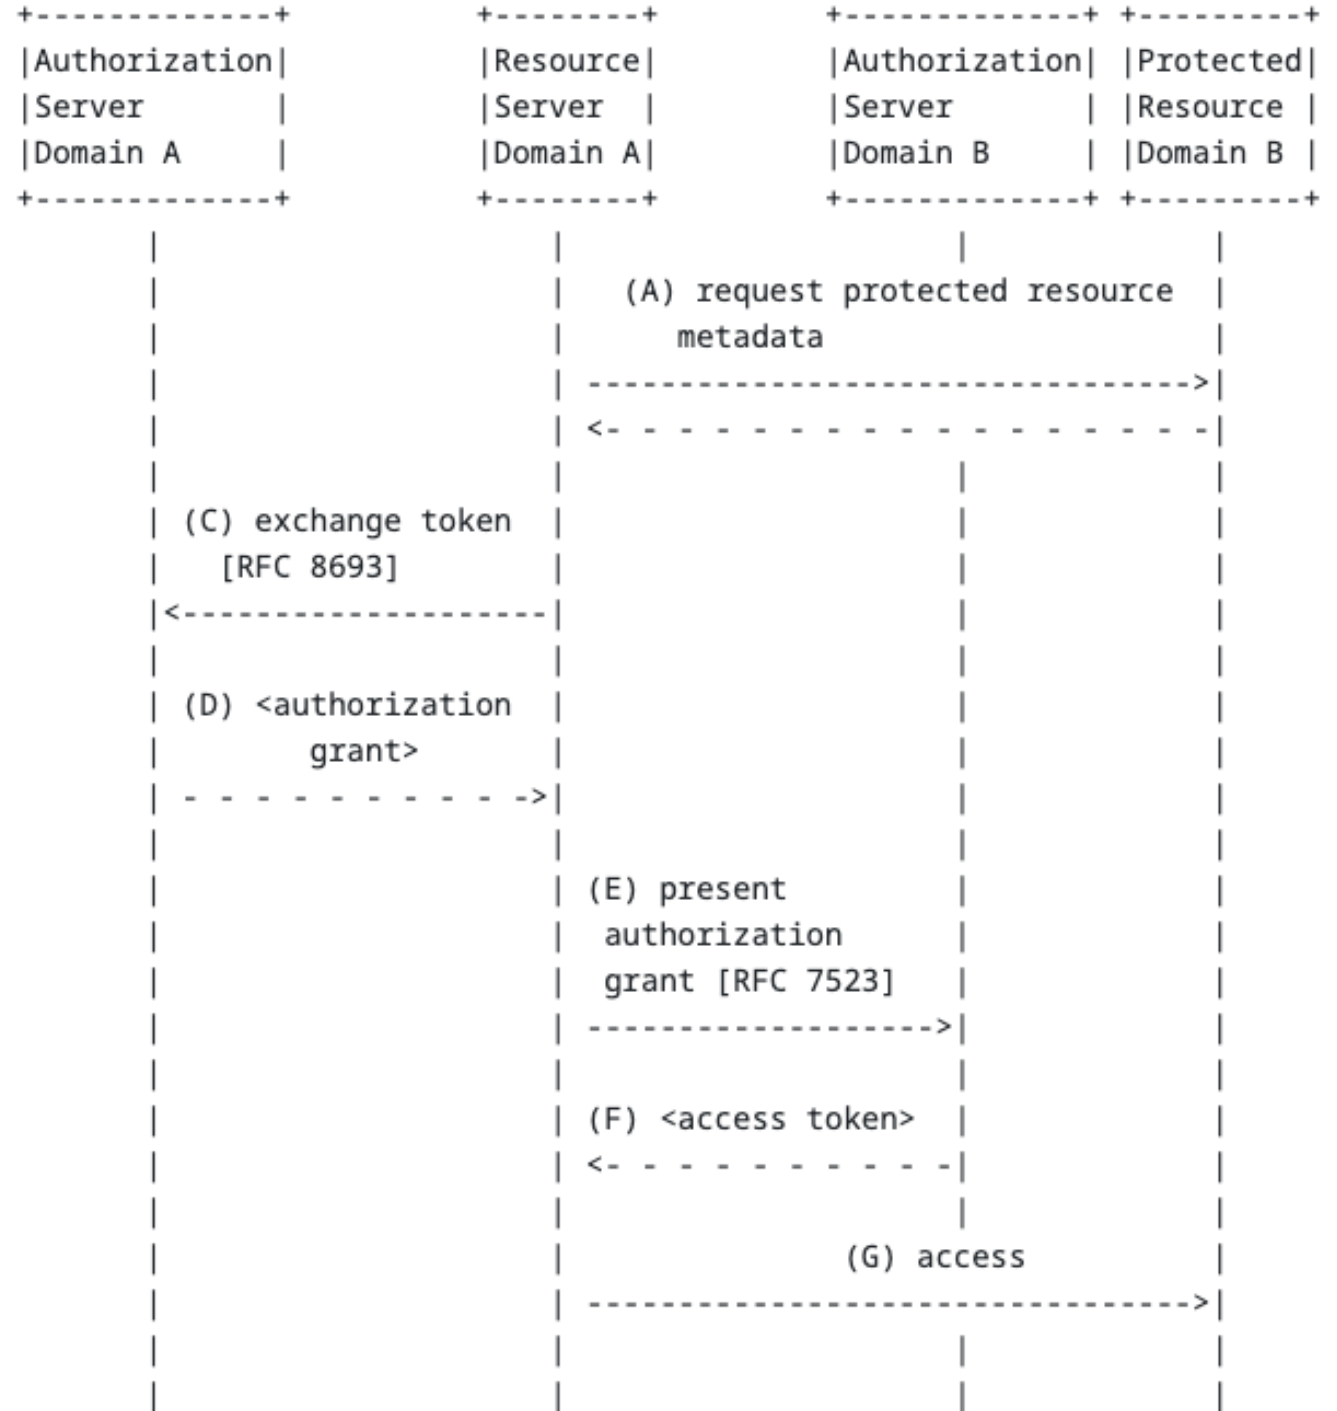 +-------------+ +--------+ +-------------+ +---------+
|Authorization| |Resource| |Authorization| |Protected|
|Server | |Server | |Server | |Resource |
|Domain A | |Domain A| |Domain B | |Domain B |
+-------------+ +--------+ +-------------+ +---------+
(A) request protected resource
metadata
(C) exchange token
[RFC 8693]
(D) <authorization
grant>
(E) present
authorization
grant [RFC 7523]
(F) <access token>
(G) access